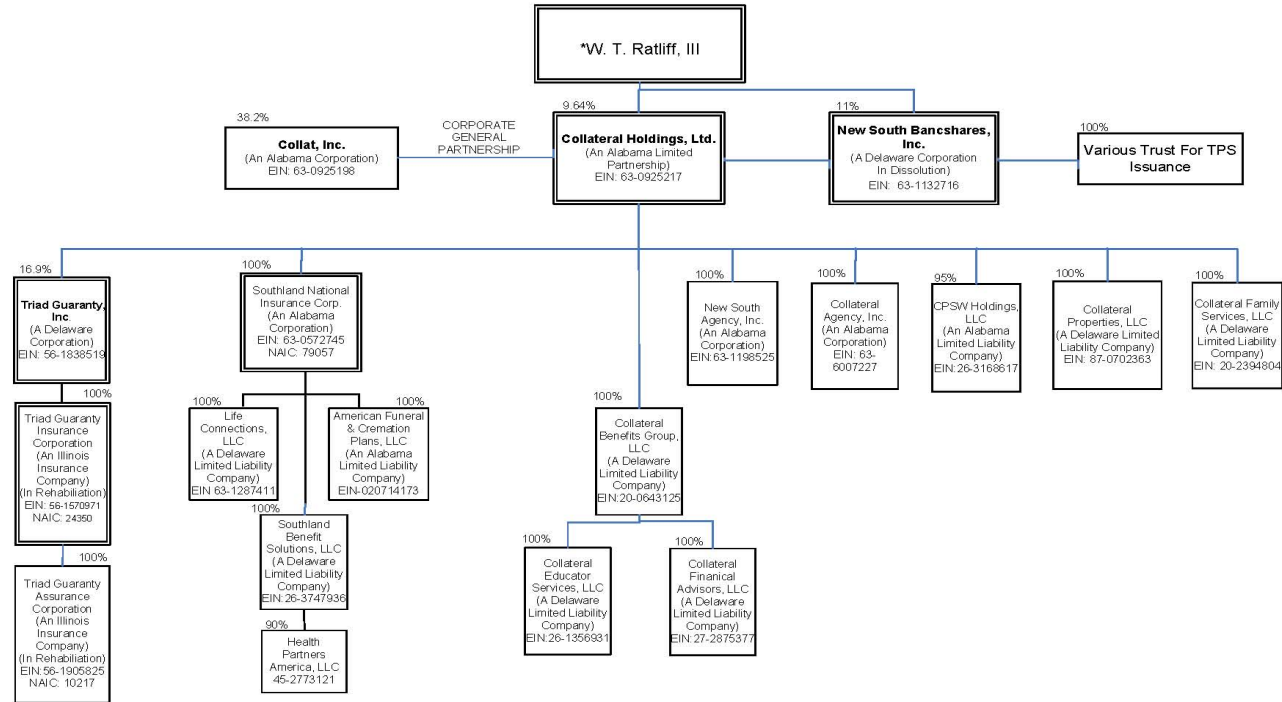 *W. T. Ratliff, III
38.2%
Collat, Inc.
(An Alabama Corporation)
EIN: 63-0925198
CORPORATE
GENERAL
PARTNERSHIP
9.64%
Collateral Holdings, Ltd.
(An Alabama Limited
Partnership)
EIN: 63-0925217
11%
New South Bancshares,
Inc.
(A Delaware Corporation
In Dissolution)
EIN: 63-1132716
100%
Various Trust For TPS
Issuance
16.9%
Triad Guaranty,
Inc.
(A Delaware
Corporation)
EIN: 56-1838519
100%
Southland National
Insurance Corp.
(An Alabama
Corporation)
EIN: 63-0572745
NAIC: 79057
100%
New South
Agency, Inc.
(An Alabama
Corporation)
EIN:63-1198525
100%
Collateral
Agency, Inc.
(An Alabama
Corporation)
EIN: 63-
6007227
95%
CPSW Holdings,
LLC
(An Alabama
Limited Liability
Company)
EIN:26-3168617
100%
Collateral
Properties, LLC
(A Delaware Limited
Liability Company)
EIN: 87-0702363
100%
Collateral Family
Services, LLC
(A Delaware
Limited Liability
Company)
EIN: 20-2394804
100%
Triad Guaranty
Insurance
Corporation
(An Illinois
Insurance
Company)
(In Rehabiliation)
EIN: 56-1570971
NAIC: 24350
100%
Life
Connections,
LLC
(A Delaware
Limited Liability
Company)
EIN 63-1287411
100%
American Funeral
& Cremation
Plans, LLC
(An Alabama
Limited Liability
Company)
EIN-020714173
100%
Collateral
Benefits Group,
LLC
(A Delaware
Limited Liability
Company)
EIN:20-0643125
100%
Southland
Benefit
Solutions, LLC
(A Delaware
Limited Liability
Company)
EIN:26-3747936
100%
Collateral
Educator
Services, LLC
(A Delaware
Limited Liability
Company)
EIN:26-1356931
100%
Collateral
Finanical
Advisors, LLC
(A Delaware
Limited Liability
Company)
EIN:27-2875377
100%
Triad Guaranty
Assurance
Corporation
(An Illinois
Insurance
Company)
(In Rehabiliation)
EIN:56-1905825
NAIC: 10217
90%
Health
Partners
America, LLC
45-2773121